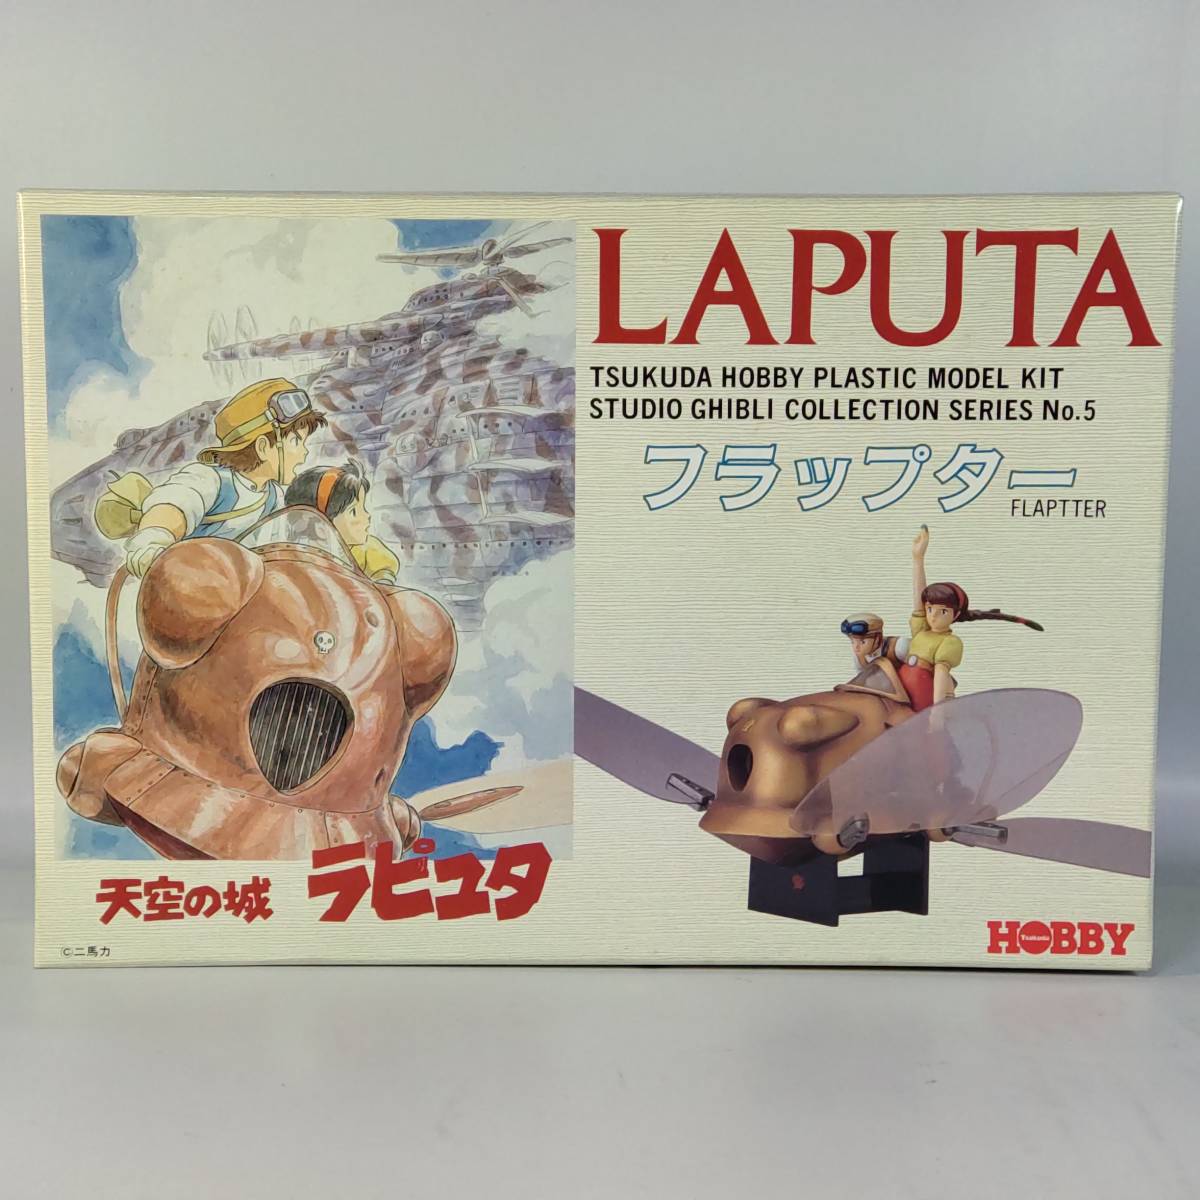 LAPUTA
TSUKUDA HOBBY PLASTIC MODEL KIT
STUDIO GHIBLI COLLECTION SERIES No.5
フラップター
FLAPTTER
天空の城 ラピュタ
©二馬力
HOBBY
Tsukuda